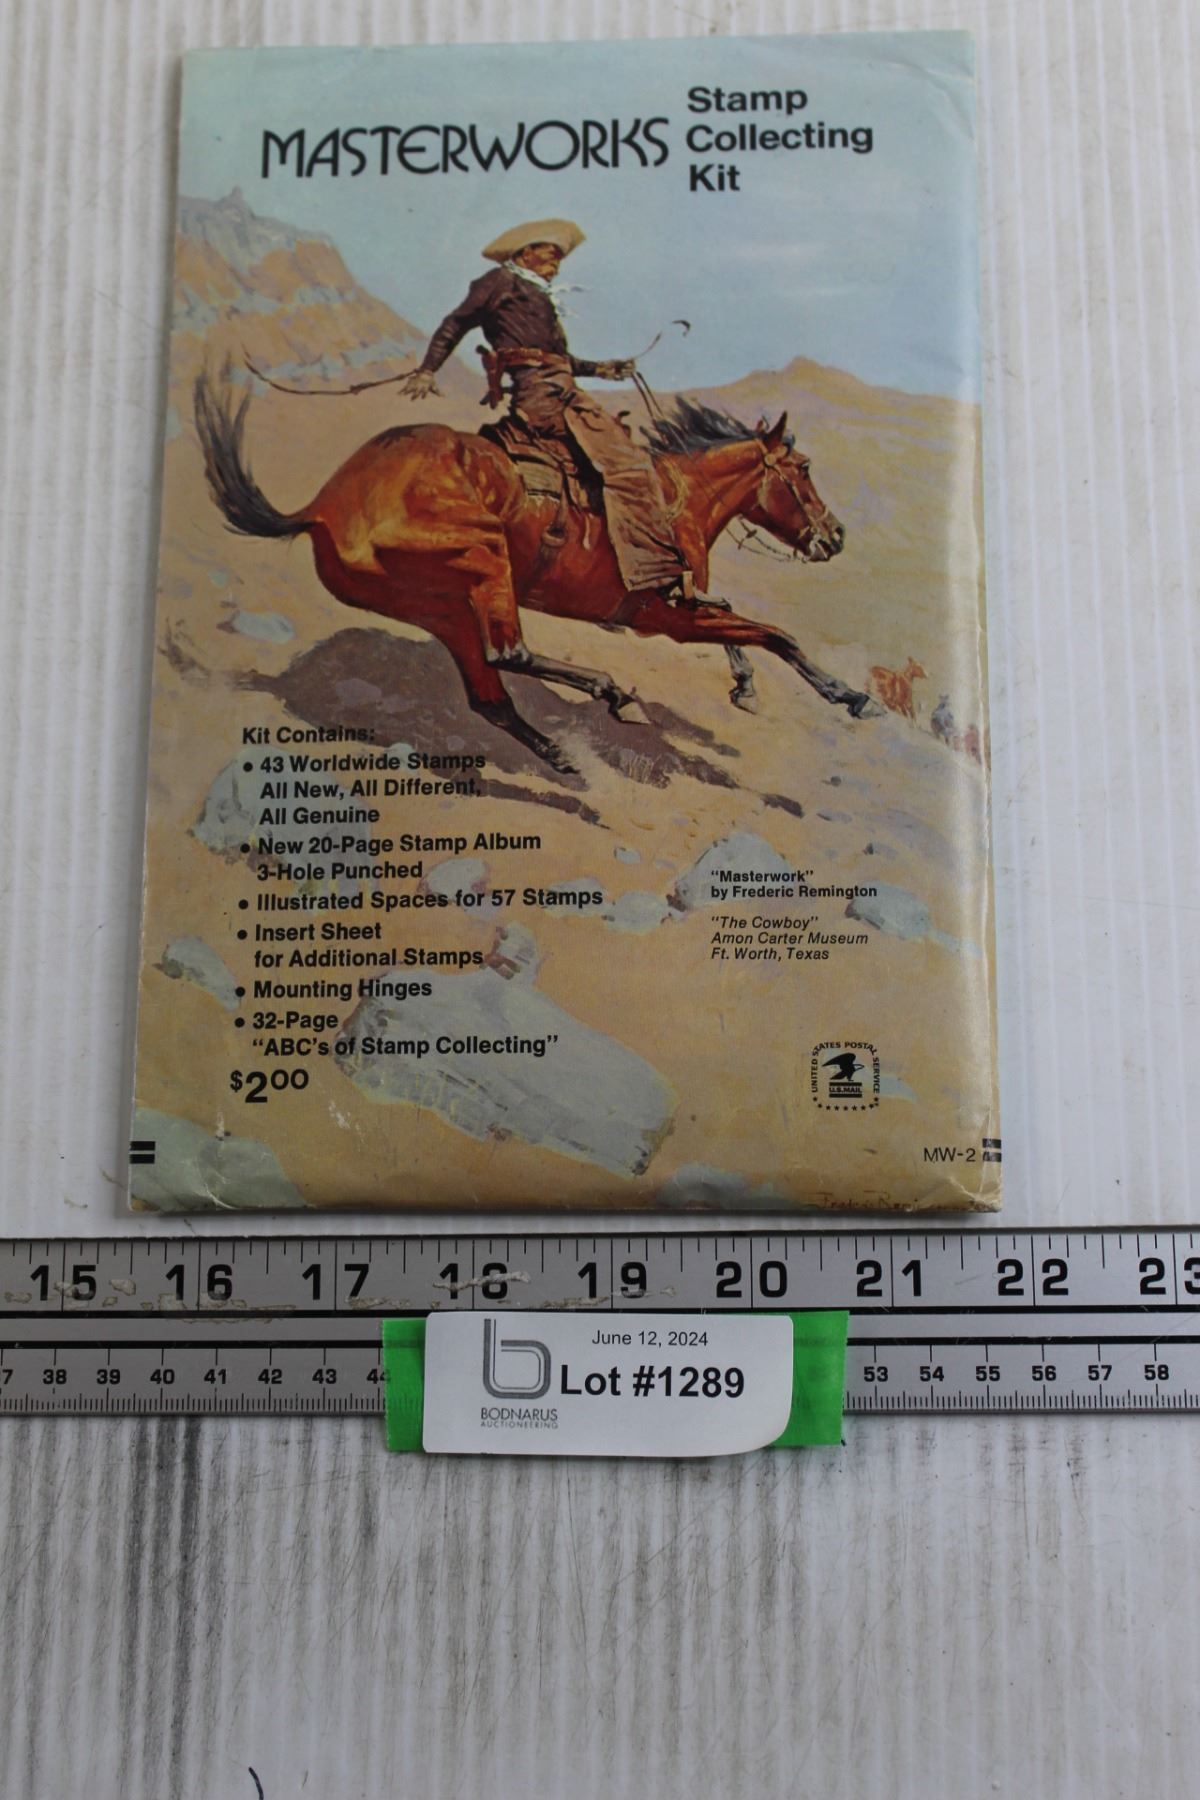 MASTERWORKS
Stamp
Collecting
Kit
Kit Contains:
• 43 Worldwide Stamps
All New, All Different,
All Genuine
• New 20-Page Stamp Album
3-Hole Punched
• Illustrated Spaces for 57 Stamps
• Insert Sheet
for Additional Stamps
• Mounting Hinges
• 32-Page
"ABC's of Stamp Collecting"
$2.00
"Masterwork"
by Frederic Remington
"The Cowboy"
Amon Carter Museum
Ft. Worth, Texas
UNITED STATES POSTAL SERVICE
U.S.MAIL
MW-2
15 16 17 18 19 20 21 22 23
7 38 39 40 41 42 43 44 53 54 55 56 57 58
June 12, 2024
Lot #1289
BODNARUS
AUCTIONEERING